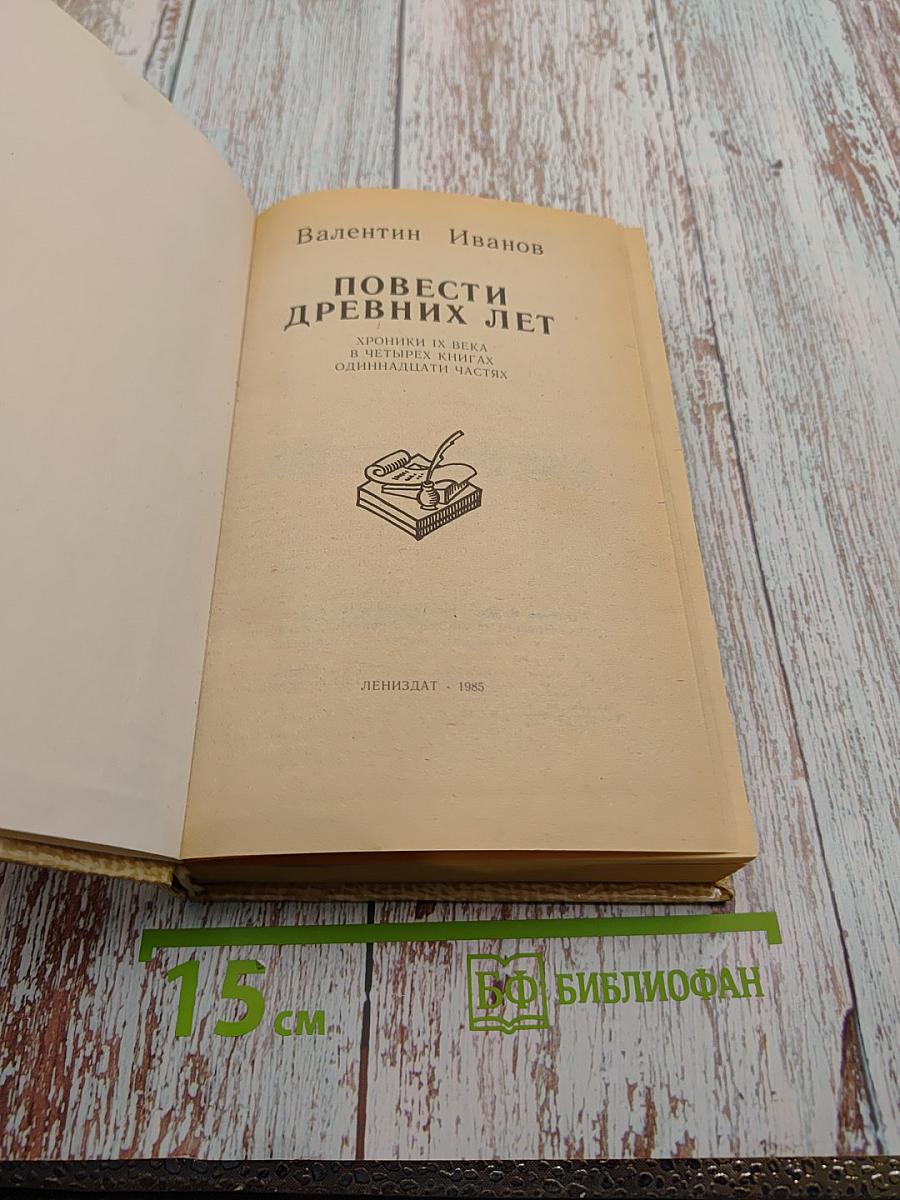 Валентин Иванов
ПОВЕСТИ
ДРЕВНИХ ЛЕТ
ХРОНИКИ IX ВЕКА
В ЧЕТЫРЕХ КНИГАХ
ОДИННАДЦАТИ ЧАСТЯХ
ЛЕНИЗДАТ · 1985
15 см
БФ БИБЛИОФАН